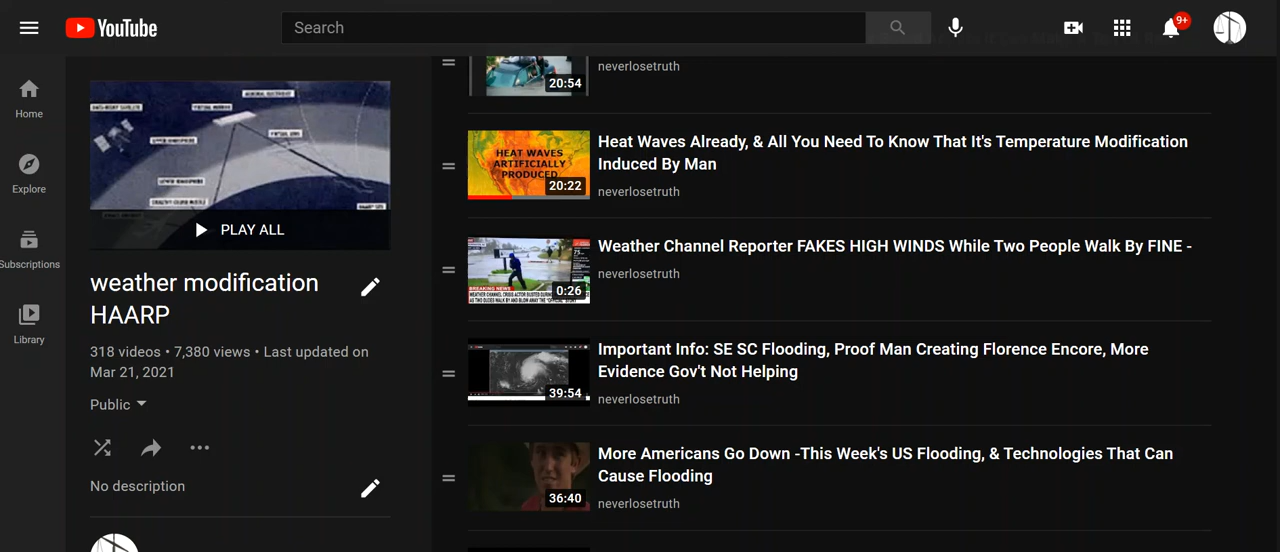 YouTube
Search
9+
Home
Explore
Subscriptions
Library
PLAY ALL
weather modification
HAARP
318 videos • 7,380 views • Last updated on
Mar 21, 2021
Public
No description
20:54
neverlosetruth
HEAT WAVES
ARTIFICIALLY
PRODUCED
20:22
Heat Waves Already, & All You Need To Know That It's Temperature Modification
Induced By Man
neverlosetruth
BREAKING NEWS
0:26
Weather Channel Reporter FAKES HIGH WINDS While Two People Walk By FINE -
neverlosetruth
39:54
Important Info: SE SC Flooding, Proof Man Creating Florence Encore, More
Evidence Gov't Not Helping
neverlosetruth
36:40
More Americans Go Down -This Week's US Flooding, & Technologies That Can
Cause Flooding
neverlosetruth